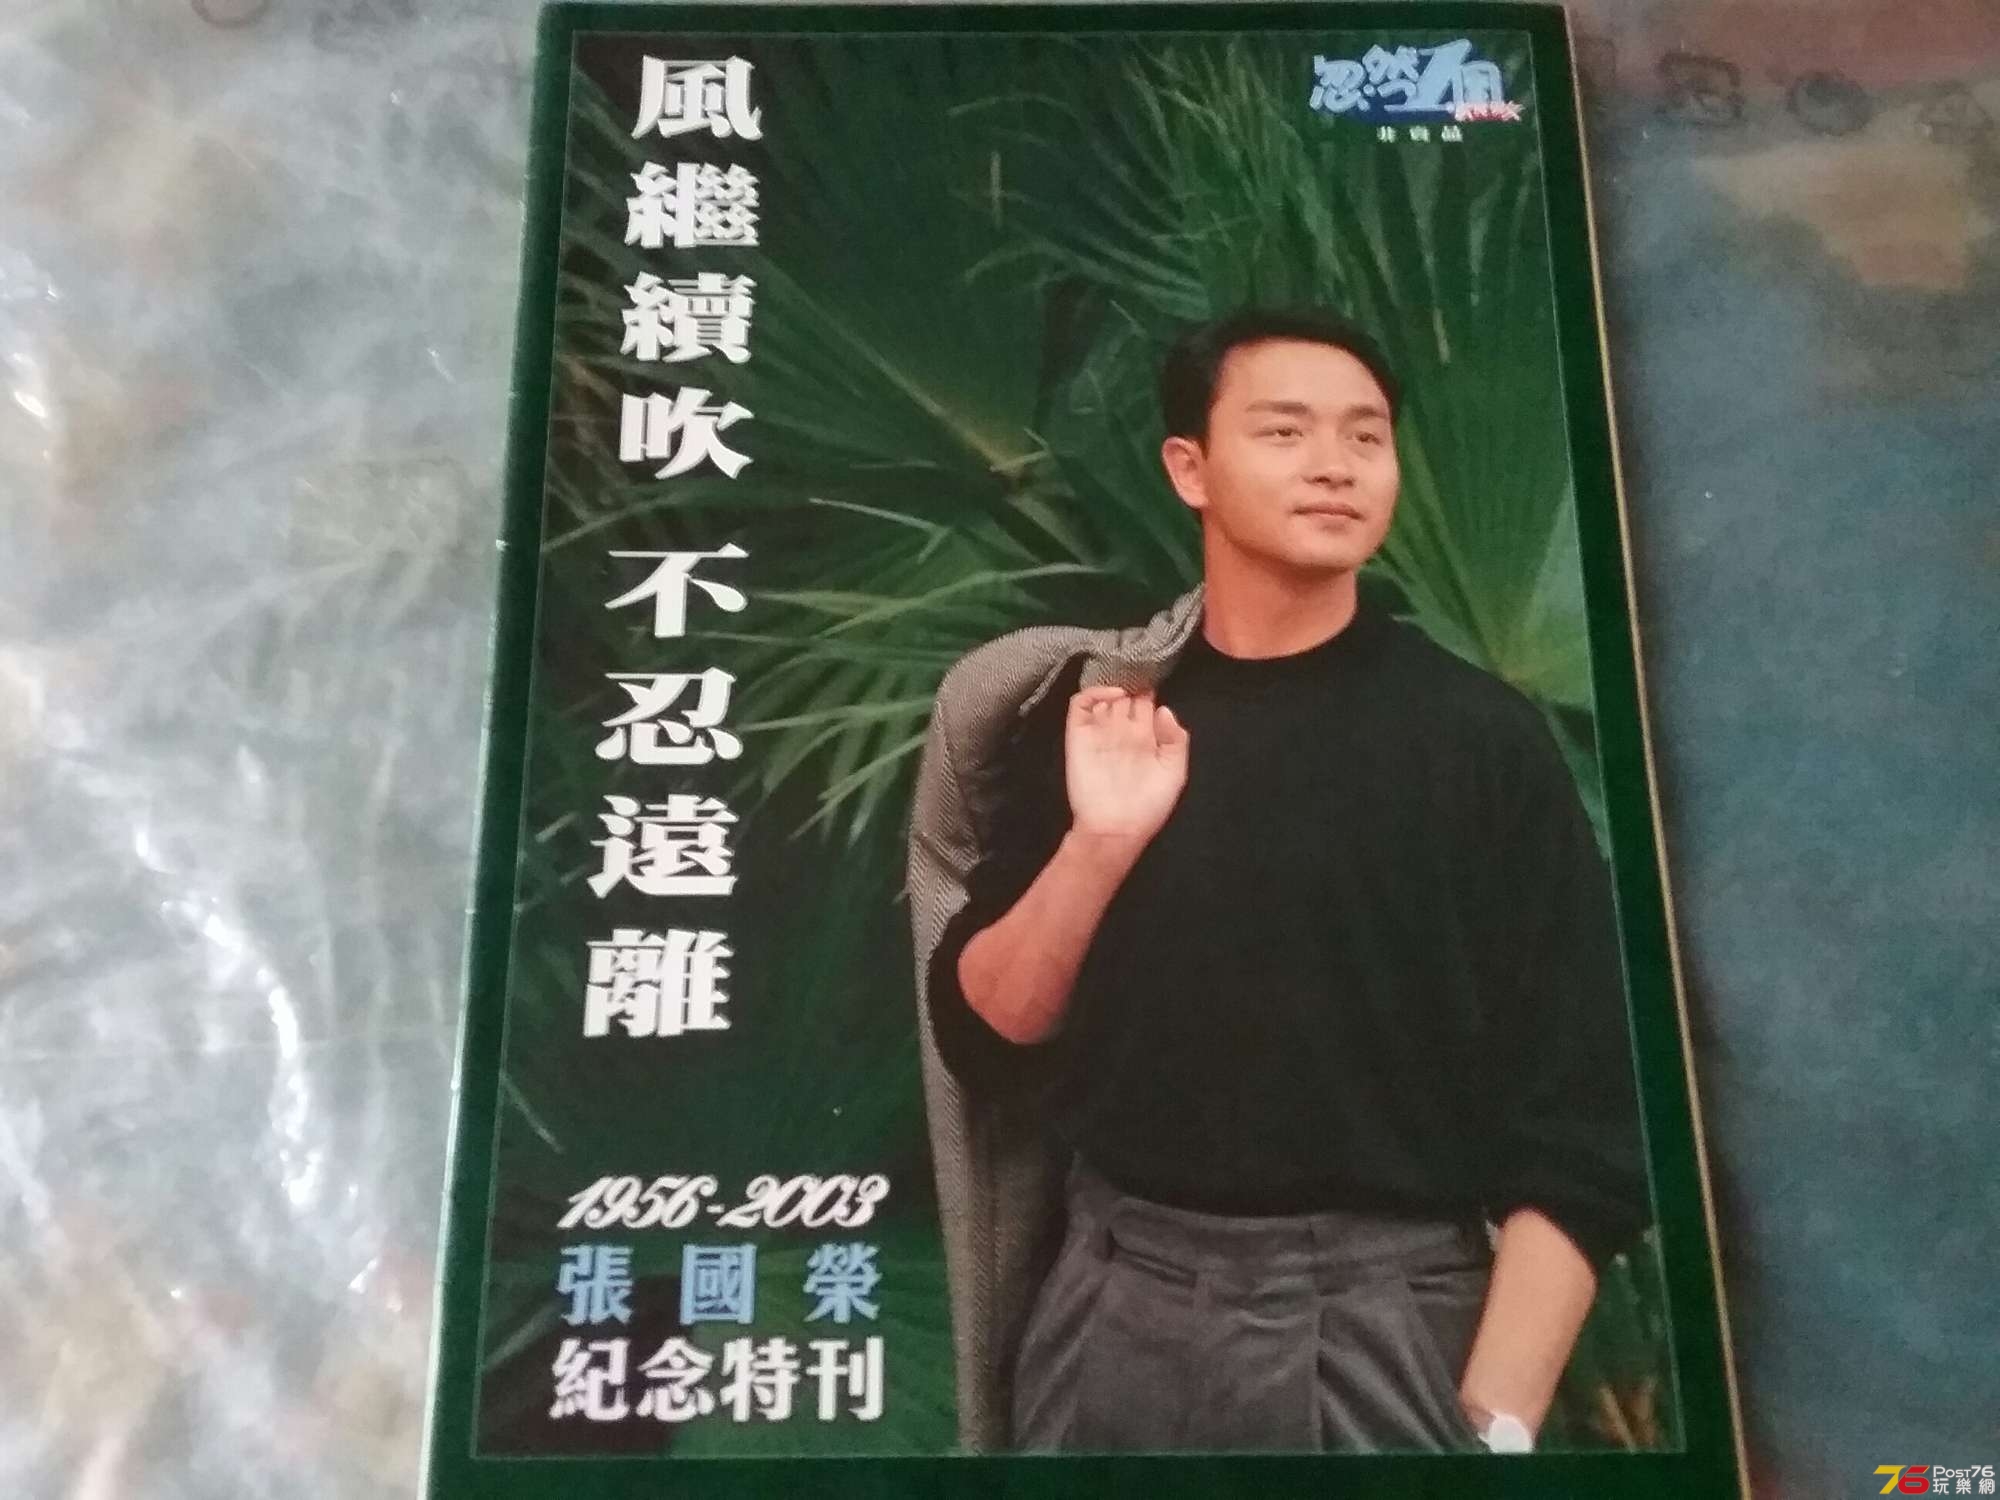 風繼續吹 不忍遠離
忽然1周
非賣品
1956-2003
張國榮
紀念特刊
Post76
玩樂網